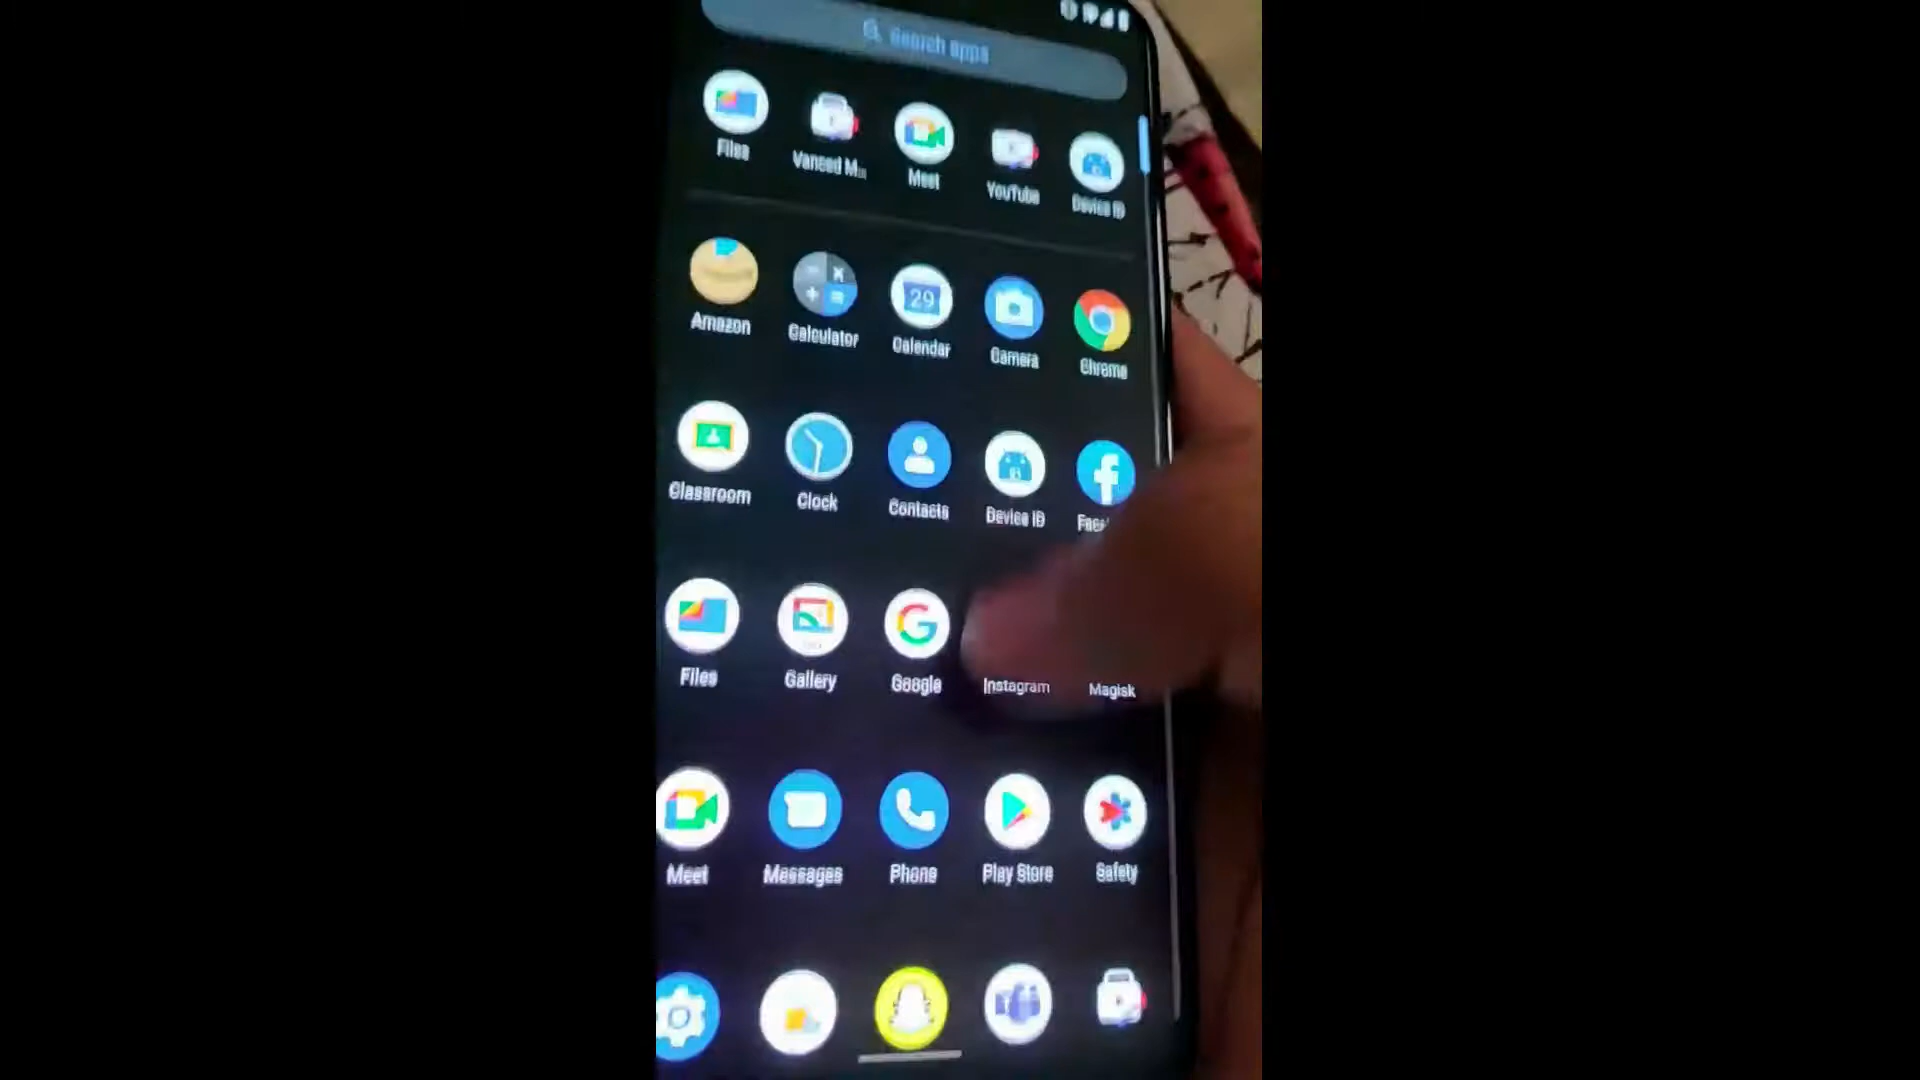 Search apps
Files
Vanced M...
Meet
YouTube
Device ID
Amazon
Calculator
29
Calendar
Camera
Chrome
Classroom
Clock
Contacts
Device ID
Files
Gallery
G
Google
Instagram
Magisk
Meet
Messages
Phone
Play Store
Safety